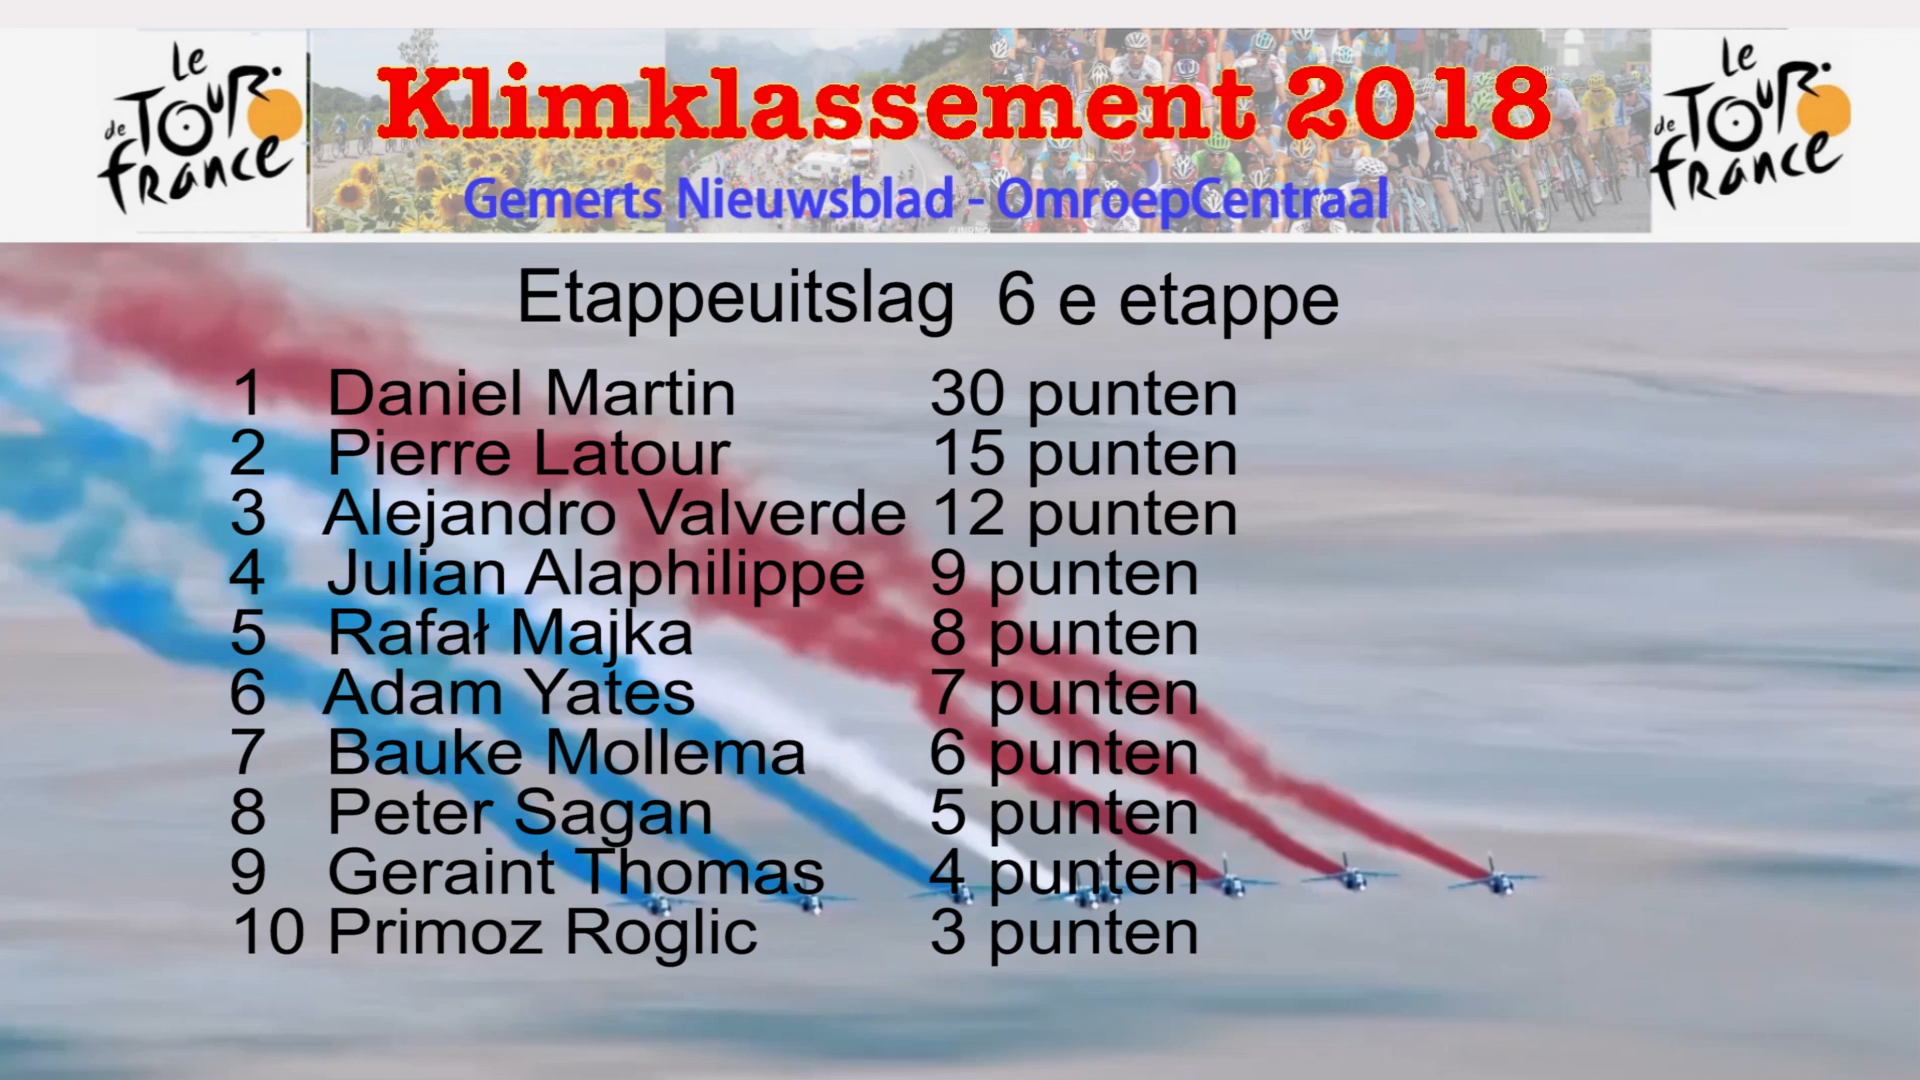 Le
de TOUR
FRANCE
Klimklassement 2018
Gemerts Nieuwsblad - OmroepCentraal
Le
de TOUR
FRANCE
Etappeuitslag 6 e etappe
1 Daniel Martin 30 punten
2 Pierre Latour 15 punten
3 Alejandro Valverde 12 punten
4 Julian Alaphilippe 9 punten
5 Rafał Majka 8 punten
6 Adam Yates 7 punten
7 Bauke Mollema 6 punten
8 Peter Sagan 5 punten
9 Geraint Thomas 4 punten
10 Primoz Roglic 3 punten